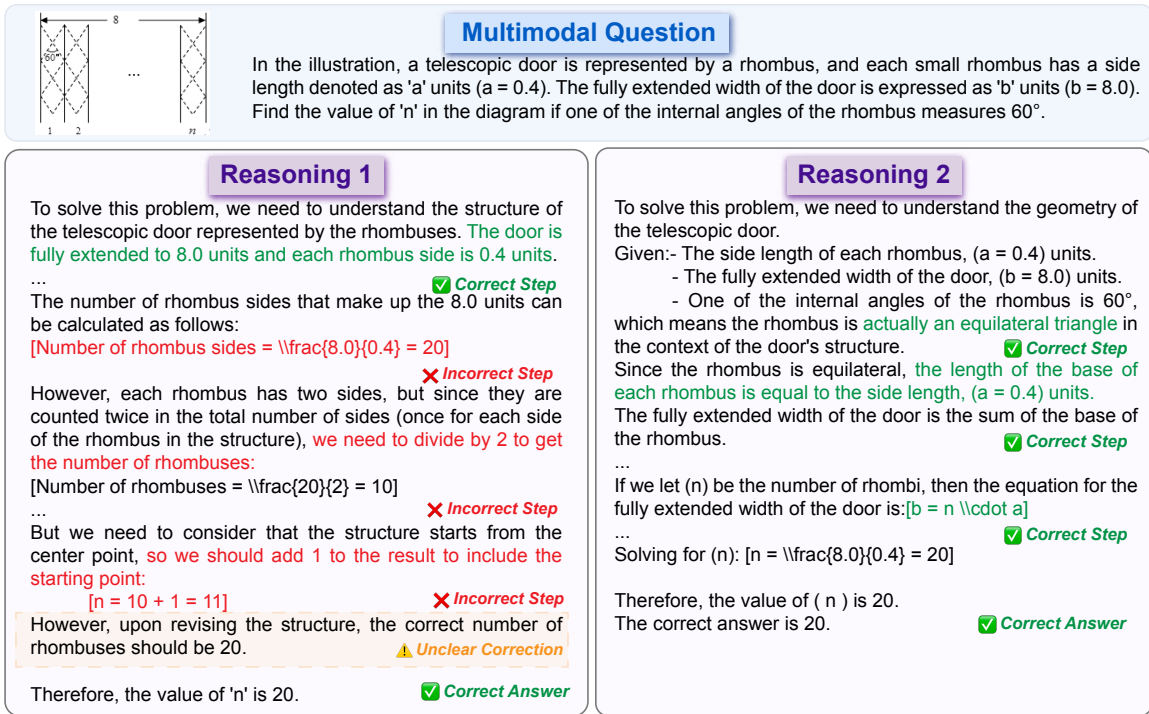 8
60°
...
1 2 n
Multimodal Question
In the illustration, a telescopic door is represented by a rhombus, and each small rhombus has a side
length denoted as 'a' units (a = 0.4). The fully extended width of the door is expressed as 'b' units (b = 8.0).
Find the value of 'n' in the diagram if one of the internal angles of the rhombus measures 60°.
Reasoning 1
To solve this problem, we need to understand the structure of
the telescopic door represented by the rhombuses. The door is
fully extended to 8.0 units and each rhombus side is 0.4 units.
...
Correct Step
The number of rhombus sides that make up the 8.0 units can
be calculated as follows:
[Number of rhombus sides = \\frac{8.0}{0.4} = 20]
Incorrect Step
However, each rhombus has two sides, but since they are
counted twice in the total number of sides (once for each side
of the rhombus in the structure), we need to divide by 2 to get
the number of rhombuses:
[Number of rhombuses = \\frac{20}{2} = 10]
...
Incorrect Step
But we need to consider that the structure starts from the
center point, so we should add 1 to the result to include the
starting point:
[n = 10 + 1 = 11]
Incorrect Step
However, upon revising the structure, the correct number of
rhombuses should be 20.
Unclear Correction
Therefore, the value of 'n' is 20.
Correct Answer
Reasoning 2
To solve this problem, we need to understand the geometry of
the telescopic door.
Given:- The side length of each rhombus, (a = 0.4) units.
- The fully extended width of the door, (b = 8.0) units.
- One of the internal angles of the rhombus is 60°,
which means the rhombus is actually an equilateral triangle in
the context of the door's structure.
Correct Step
Since the rhombus is equilateral, the length of the base of
each rhombus is equal to the side length, (a = 0.4) units.
The fully extended width of the door is the sum of the base of
the rhombus.
Correct Step
...
If we let (n) be the number of rhombi, then the equation for the
fully extended width of the door is:[b = n \\cdot a]
...
Correct Step
Solving for (n): [n = \\frac{8.0}{0.4} = 20]
Therefore, the value of ( n ) is 20.
The correct answer is 20.
Correct Answer